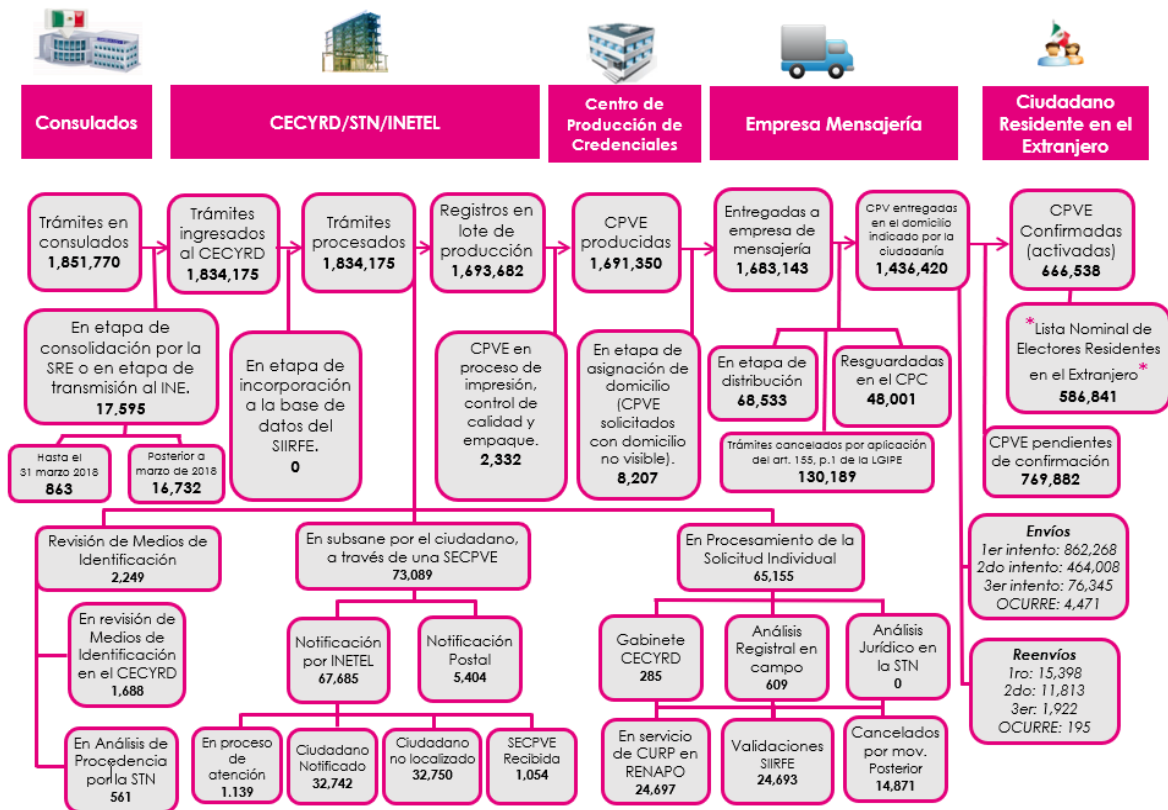 Consulados
CECYRD/STN/INETEL
Centro de
Producción de
Credenciales
Empresa Mensajería
Ciudadano
Residente en el
Extranjero
Trámites en
consulados
1,851,770
Trámites
ingresados
al CECYRD
1,834,175
Trámites
procesados
1,834,175
Registros en
lote de
producción
1,693,682
CPVE
producidas
1,691,350
Entregadas a
empresa de
mensajería
1,683,143
CPV entregadas
en el domicilio
indicado por la
ciudadanía
1,436,420
CPVE
Confirmadas
(activadas)
666,538
En etapa de
consolidación por la
SRE o en etapa de
transmisión al INE.
17,595
Hasta el
31 marzo 2018
863
Posterior a
marzo de 2018
16,732
En etapa de
incorporación
a la base de
datos del
SIIRFE.
0
CPVE en
proceso de
impresión,
control de
calidad y
empaque.
2,332
En etapa de
asignación de
domicilio
(CPVE
solicitados
con domicilio
no visible).
8,207
En etapa de
distribución
68,533
Resguardadas
en el CPC
48,001
Trámites cancelados por aplicación
del art. 155, p.1 de la LGIPE
130,189
*Lista Nominal de
Electores Residentes
en el Extranjero*
586,841
CPVE pendientes
de confirmación
769,882
Revisión de Medios de
Identificación
2,249
En revisión de
Medios de
Identificación
en el CECYRD
1,688
En Análisis de
Procedencia
por la STN
561
En subsane por el ciudadano,
a través de una SECPVE
73,089
Notificación
por INETEL
67,685
Notificación
Postal
5,404
En proceso
de
atención
1.139
Ciudadano
Notificado
32,742
Ciudadano
no localizado
32,750
SECPVE
Recibida
1,054
En Procesamiento de la
Solicitud Individual
65,155
Gabinete
CECYRD
285
Análisis
Registral en
campo
609
Análisis
Jurídico en
la STN
0
En servicio
de CURP en
RENAPO
24,697
Validaciones
SIIRFE
24,693
Cancelados
por mov.
Posterior
14,871
Envíos
1er intento: 862,268
2do intento: 464,008
3er intento: 76,345
OCURRE: 4,471
Reenvíos
1ro: 15,398
2do: 11,813
3er: 1,922
OCURRE: 195